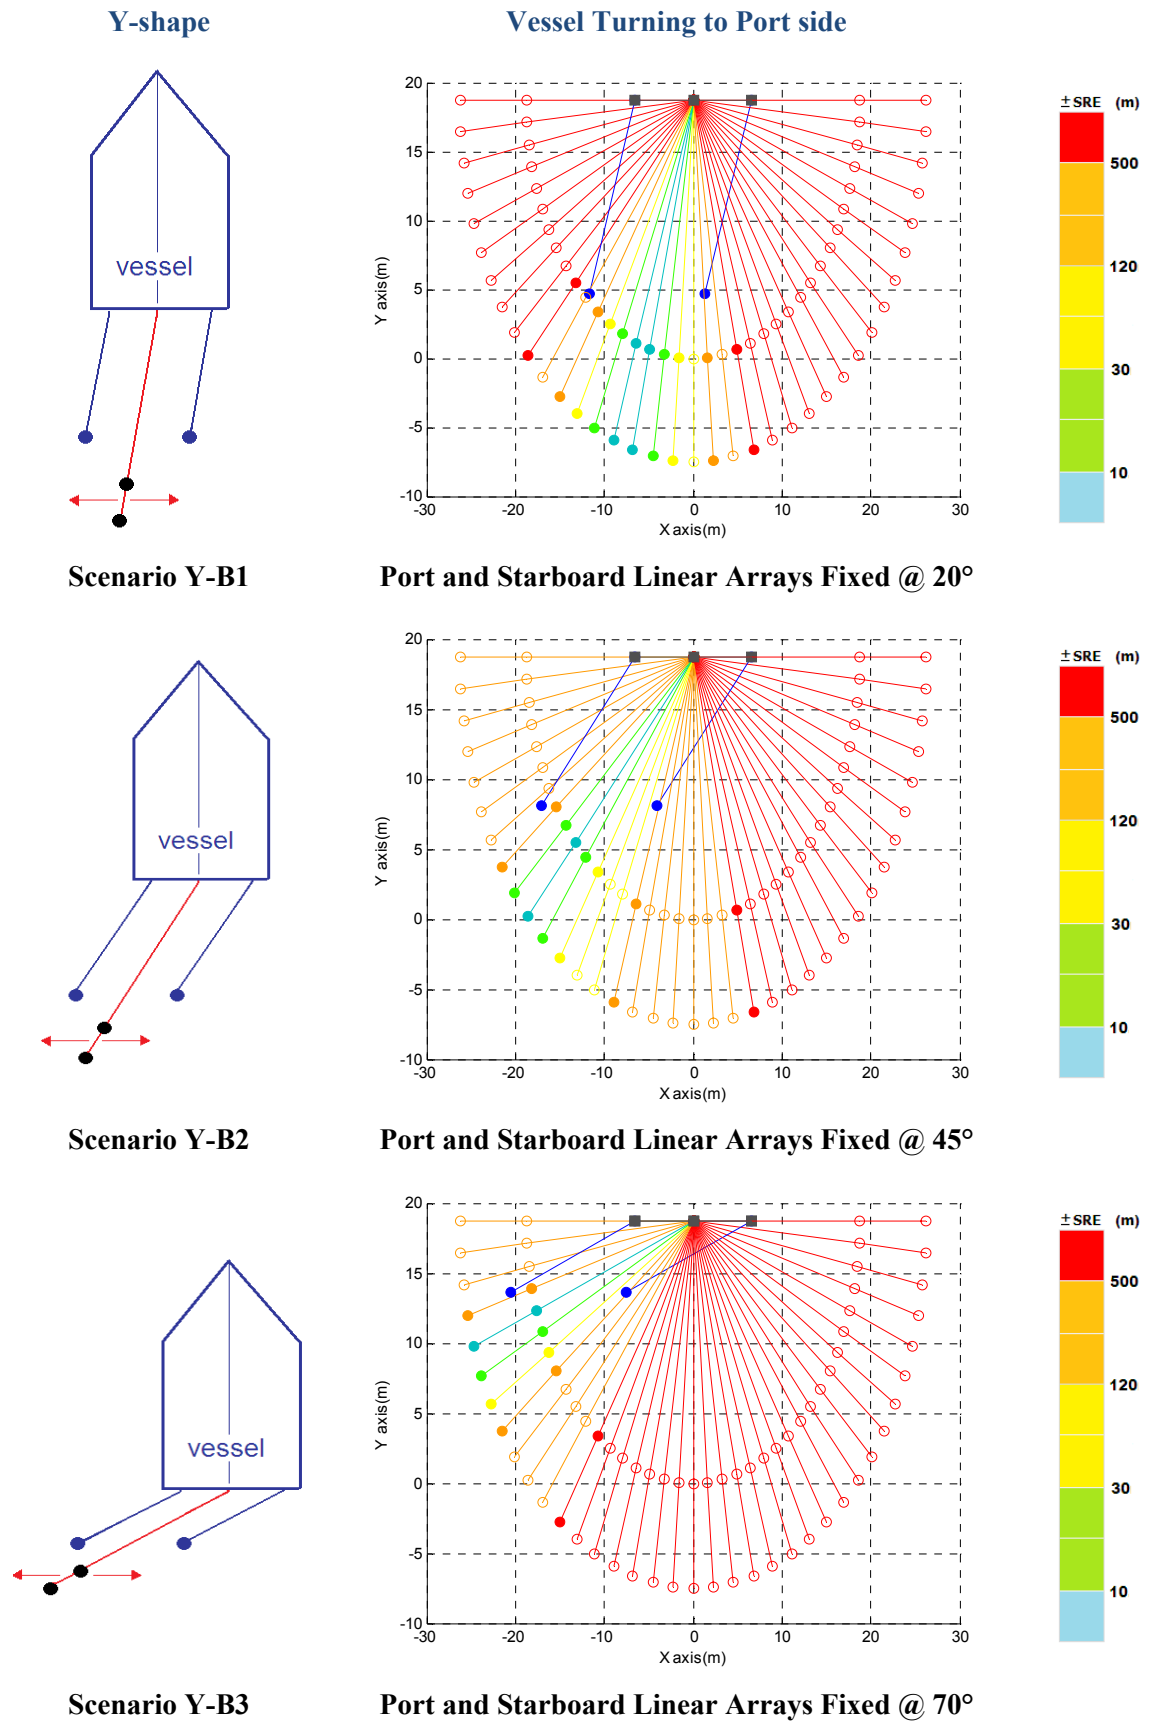 Y-shape
Vessel Turning to Port side
vessel
20
15
10
5
0
-5
-10
Y axis(m)
-30
-20
-10
0
10
20
30
X axis(m)
± SRE (m)
500
120
30
10
Scenario Y-B1
Port and Starboard Linear Arrays Fixed @ 20°
vessel
20
15
10
5
0
-5
-10
Y axis(m)
-30
-20
-10
0
10
20
30
X axis(m)
± SRE (m)
500
120
30
10
Scenario Y-B2
Port and Starboard Linear Arrays Fixed @ 45°
vessel
20
15
10
5
0
-5
-10
Y axis(m)
-30
-20
-10
0
10
20
30
X axis(m)
± SRE (m)
500
120
30
10
Scenario Y-B3
Port and Starboard Linear Arrays Fixed @ 70°